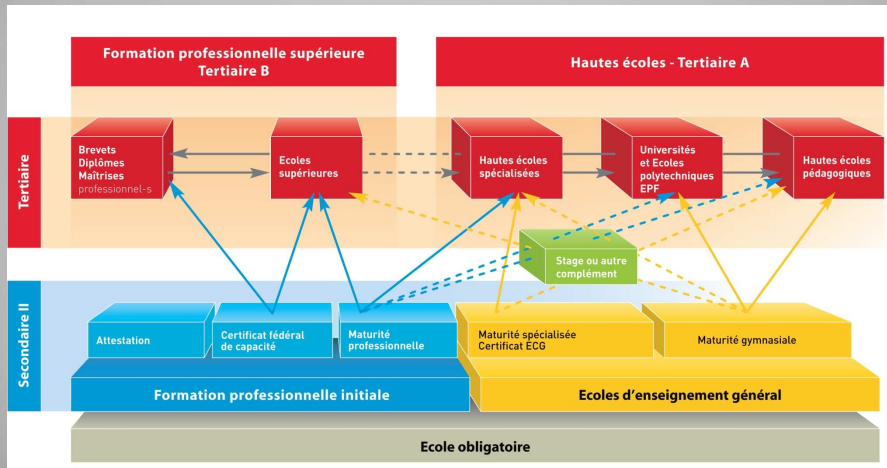 Formation professionnelle supérieure
Tertiaire B
Hautes écoles - Tertiaire A
Tertiaire
Brevets
Diplômes
Maîtrises
professionnel-s
Ecoles
supérieures
Hautes écoles
spécialisées
Universités
et Ecoles
polytechniques
EPF
Hautes écoles
pédagogiques
Stage ou autre
complément
Secondaire II
Attestation
Certificat fédéral
de capacité
Maturité
professionnelle
Maturité spécialisée
Certificat ECG
Maturité gymnasiale
Formation professionnelle initiale
Ecoles d'enseignement général
Ecole obligatoire